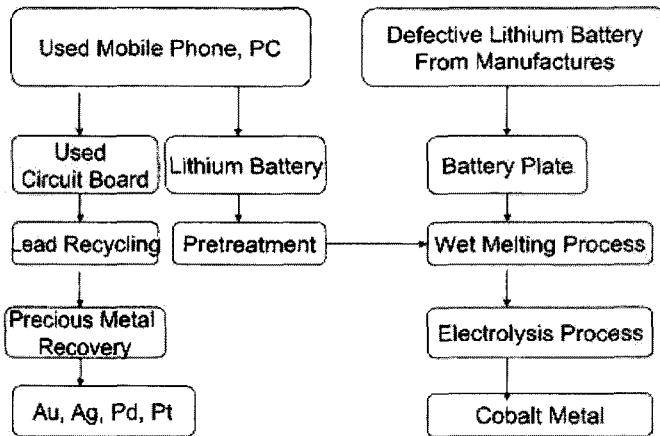 Used Mobile Phone, PC
Defective Lithium Battery
From Manufactures
Used
Circuit Board
Lithium Battery
Battery Plate
Lead Recycling
Pretreatment
Wet Melting Process
Precious Metal
Recovery
Electrolysis Process
Au, Ag, Pd, Pt
Cobalt Metal